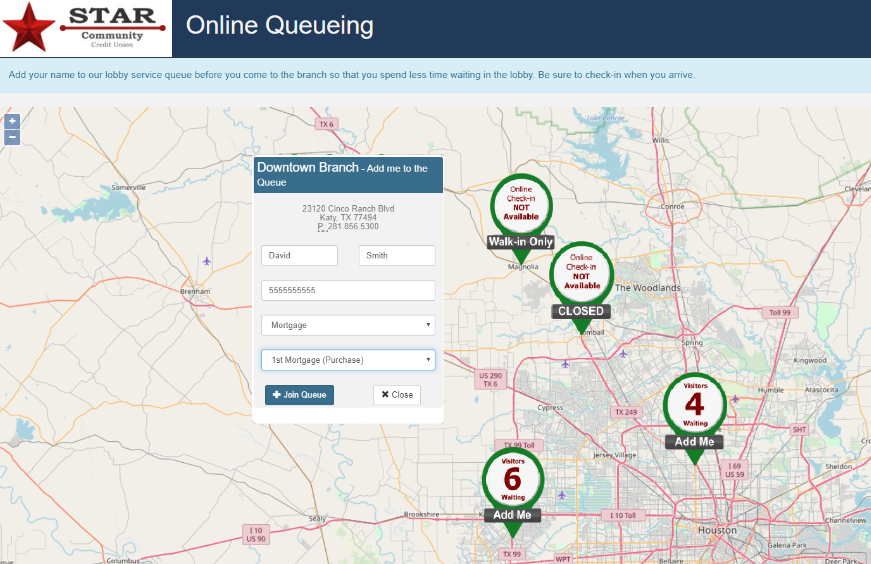 STAR
Community
Credit Union
Online Queueing
Add your name to our lobby service queue before you come to the branch so that you spend less time waiting in the lobby. Be sure to check-in when you arrive.
+
−
TX 6
Willis
Somerville
Conroe
Brenham
Downtown Branch - Add me to the
Queue
23120 Cinco Ranch Blvd
Katy, TX 77494
P: 281.856.5300
David
Smith
5555555555
Mortgage
1st Mortgage (Purchase)
Join Queue
Close
Online
Check-in
NOT
Available
Walk-in Only
Magnolia
Online
Check-in
NOT
Available
CLOSED
The Woodlands
Toll 99
Spring
Kingwood
US 290
TX 6
Humble
Atascocita
Cypress
TX 249
Visitors
4
Waiting
Add Me
SHT
TX 99 Toll
Jersey Village
I 69
US 59
Sheldon
Visitors
6
Waiting
Add Me
Sealy
Brookshire
I 10 Toll
Channelview
I 10
US 90
Houston
Galena Park
Columbus
TX 99
WPT
Bellaire
Deer Park